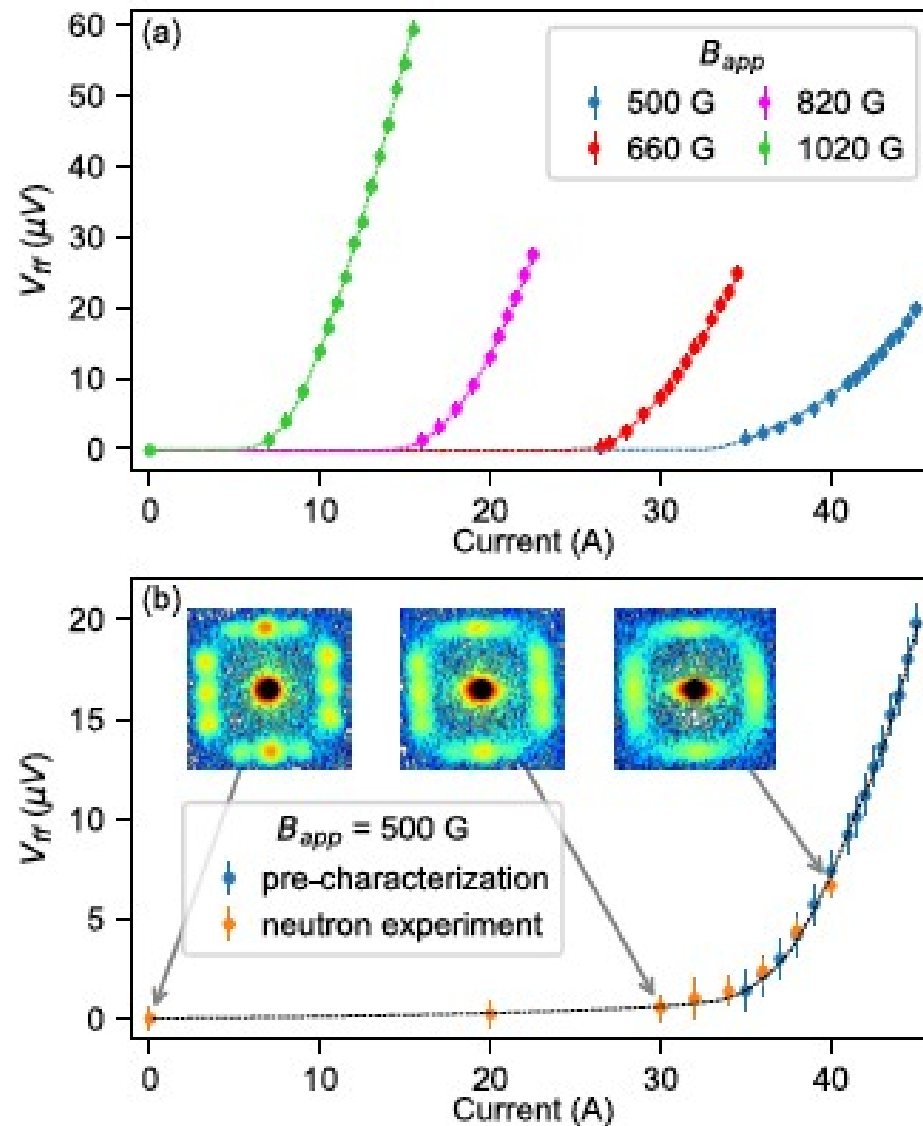 (a)
60
50
40
30
20
10
0
V_ff (μV)
B_app
500 G
820 G
660 G
1020 G
0 10 20 30 40
Current (A)
(b)
20
15
10
5
0
V_ff (μV)
B_app = 500 G
pre-characterization
neutron experiment
0 10 20 30 40
Current (A)